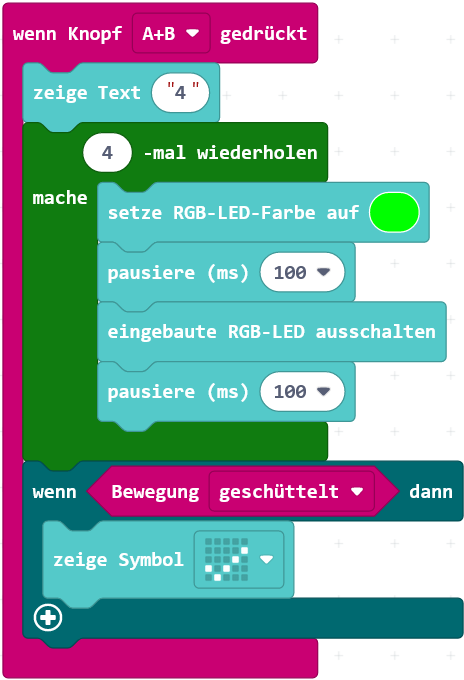 wenn Knopf A+B gedrückt
zeige Text "4"
4 -mal wiederholen
mache
setze RGB-LED-Farbe auf
pausiere (ms) 100
eingebaute RGB-LED ausschalten
pausiere (ms) 100
wenn Bewegung geschüttelt dann
zeige Symbol